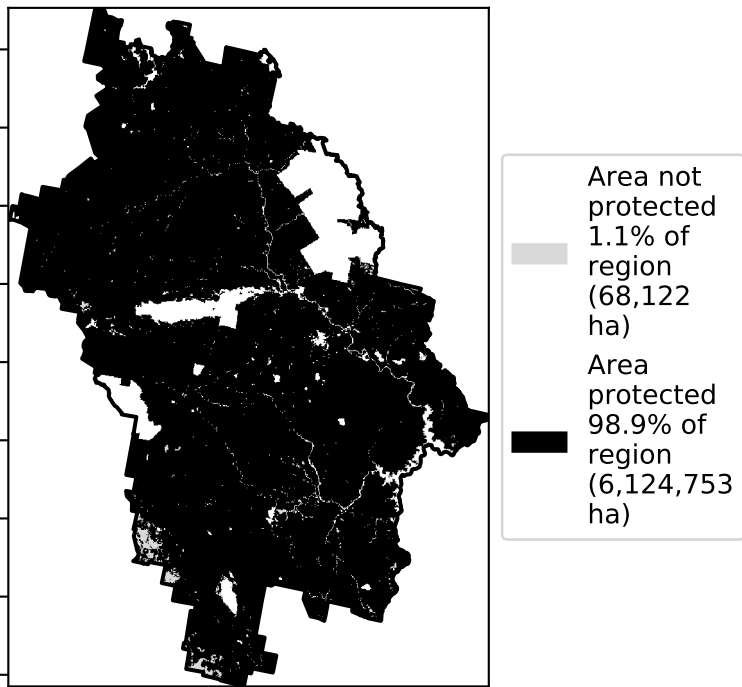 Area not
protected
1.1% of
region
(68,122
ha)
Area
protected
98.9% of
region
(6,124,753
ha)